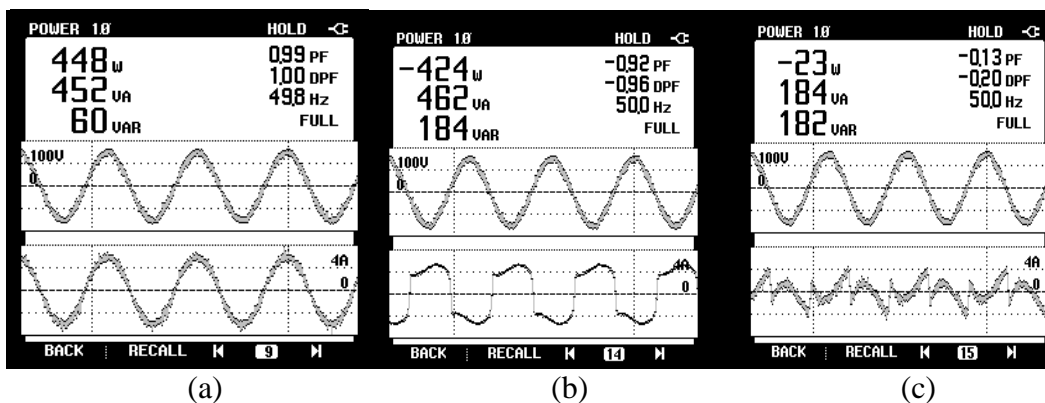 POWER 1Ø HOLD
448 W 0,99 PF
452 VA 1,00 DPF
60 VAR 49,8 Hz
FULL
100V
0
4A
0
BACK RECALL 9
(a)
POWER 1Ø HOLD
-424 W -0,92 PF
462 VA -0,96 DPF
184 VAR 50,0 Hz
FULL
100V
0
4A
0
BACK RECALL 14
(b)
POWER 1Ø HOLD
-23 W -0,13 PF
184 VA -0,20 DPF
182 VAR 50,0 Hz
FULL
100V
0
4A
0
BACK RECALL 15
(c)